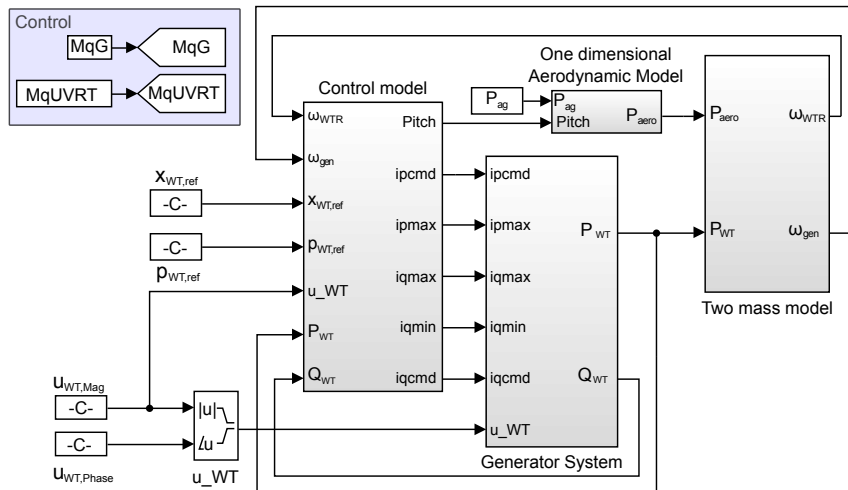 Control
MqG
MqG
MqUVRT
MqUVRT
x_WT,ref
-C-
-C-
p_WT,ref
u_WT,Mag
-C-
-C-
u_WT,Phase
|u|
∠u
u_WT
Control model
ω_WTR
ω_gen
x_WT,ref
p_WT,ref
u_WT
P_WT
Q_WT
Pitch
ipcmd
ipmax
iqmax
iqmin
iqcmd
P_ag
One dimensional
Aerodynamic Model
P_ag
Pitch
P_aero
ipcmd
ipmax
iqmax
iqmin
iqcmd
u_WT
P_WT
Q_WT
Generator System
P_aero
P_WT
ω_WTR
ω_gen
Two mass model